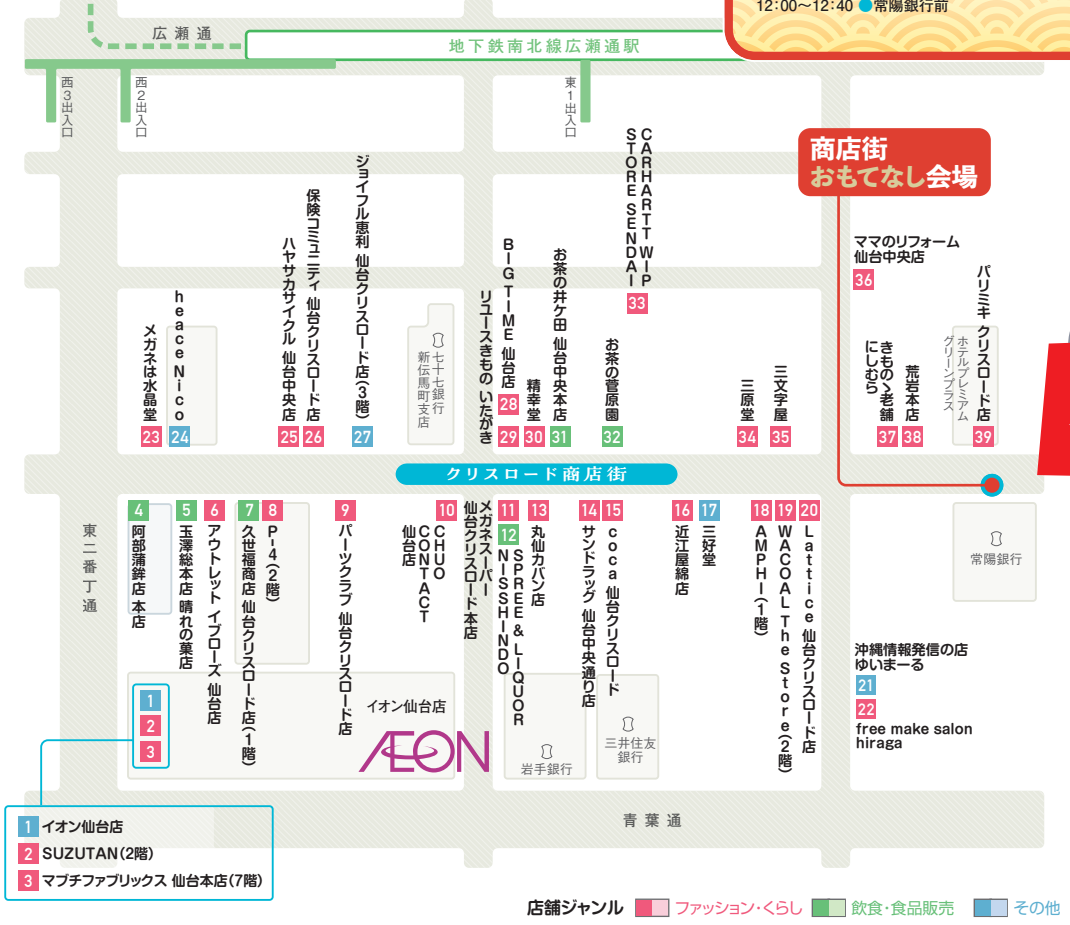 12:00〜12:40 ●常陽銀行前
広瀬通
地下鉄南北線広瀬通駅
西3出入口
西2出入口
東1出入口
商店街
おもてなし会場
ママのリフォーム
仙台中央店
36
メガネは水晶堂
23
heace Nico
24
ハヤサカサイクル 仙台中央店
25
保険コミュニティ 仙台クリスロード店
26
ジョイフル恵利 仙台クリスロード店(3階)
27
七十七銀行
新伝馬町支店
BIG TIME 仙台店
28
リユースきもの いたがき
29
精幸堂
30
お茶の井ケ田 仙台中央本店
31
お茶の菅原園
32
CARHARTT WIP
STORE SENDAI
33
三原堂
34
三文字屋
35
きものゝ老舗
にしむら
37
荒岩本店
38
ホテルプレミアム
グリーンプラス
パリミキ クリスロード店
39
クリスロード商店街
東二番丁通
4
阿部蒲鉾店 本店
5
玉澤総本店 晴れの菓店
6
アウトレット イブローズ 仙台店
7
久世福商店 仙台クリスロード店(1階)
8
P-4(2階)
9
パーツクラブ 仙台クリスロード店
10
CHUO
CONTACT
仙台店
11
メガネスーパー
仙台クリスロード本店
12
SPREE & LIQUOR
NISSHINDO
13
丸仙カバン店
14
サンドラッグ 仙台中央通り店
15
coca 仙台クリスロード
16
近江屋綿店
17
三好堂
18
AMPHI(1階)
19
WACOAL The Store(2階)
20
Lattice 仙台クリスロード店
常陽銀行
沖縄情報発信の店
ゆいまーる
21
22
free make salon
hiraga
1
2
3
イオン仙台店
ÆON
岩手銀行
三井住友
銀行
青葉通
1 イオン仙台店
2 SUZUTAN(2階)
3 マブチファブリックス 仙台本店(7階)
店舗ジャンル ファッション・くらし 飲食・食品販売 その他